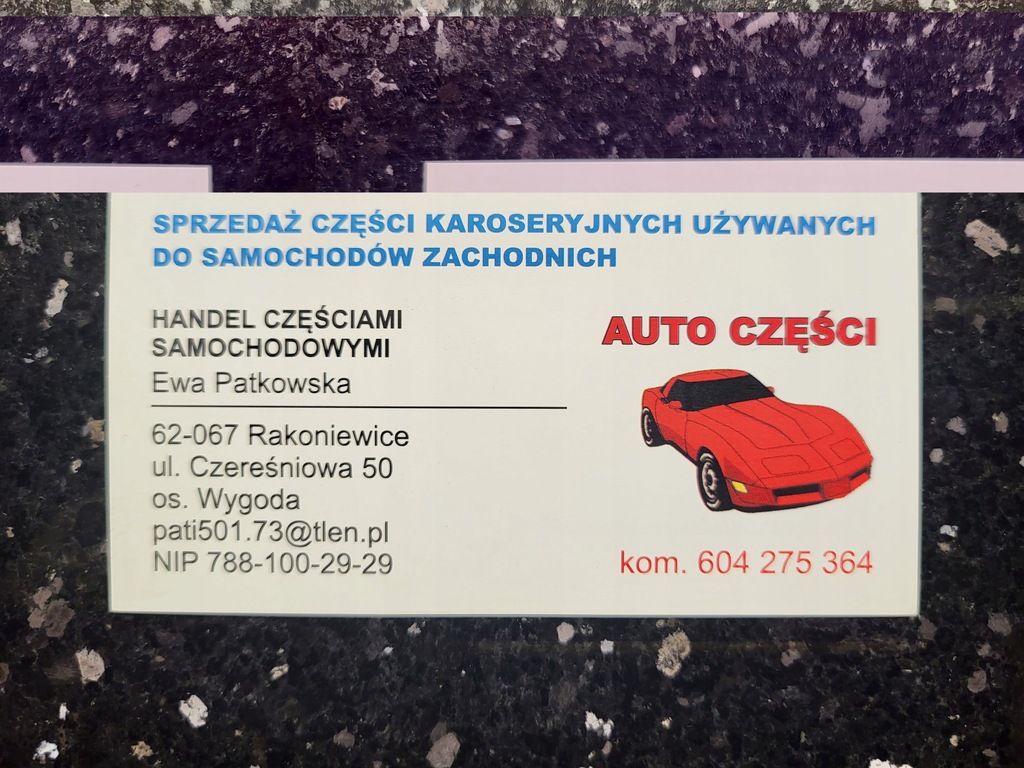 SPRZEDAŻ CZĘŚCI KAROSERYJNYCH UŻYWANYCH
DO SAMOCHODÓW ZACHODNICH
HANDEL CZĘŚCIAMI
SAMOCHODOWYMI
Ewa Patkowska
62-067 Rakoniewice
ul. Czereśniowa 50
os. Wygoda
pati501.73@tlen.pl
NIP 788-100-29-29
AUTO CZĘŚCI
kom. 604 275 364